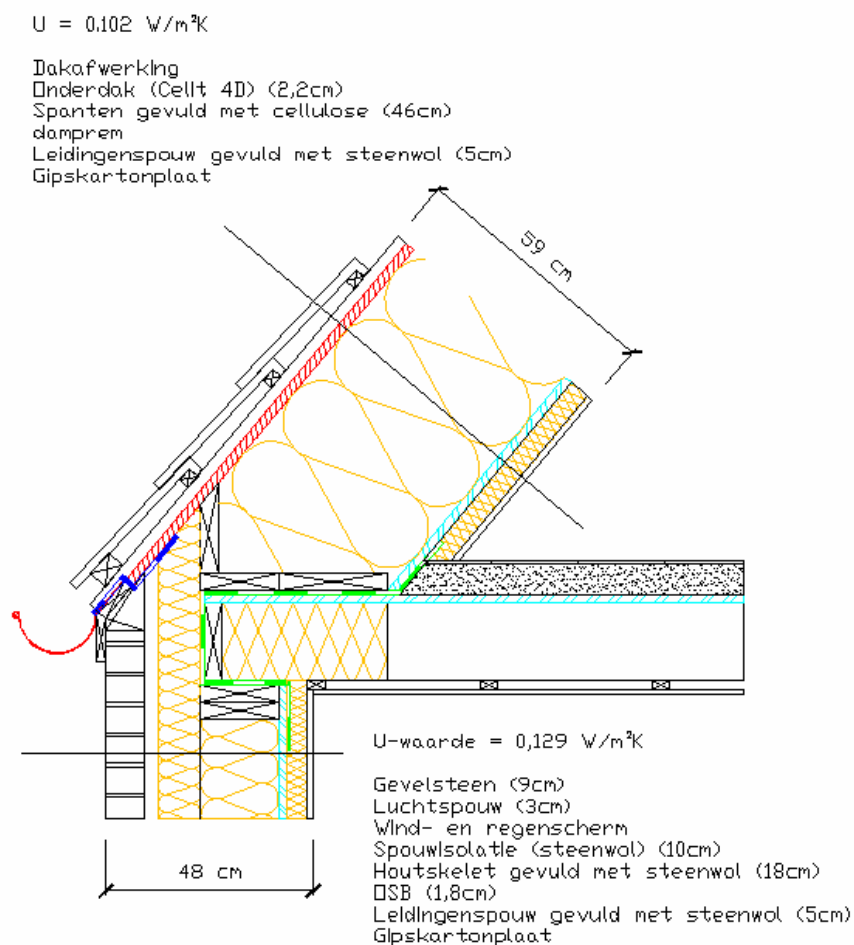 U = 0.102 W/m²K
Dakafwerking
Onderdak (Celit 4D) (2,2cm)
Spanten gevuld met cellulose (46cm)
damprem
Leidingenspouw gevuld met steenwol (5cm)
Gipskartonplaat
59 cm
U-waarde = 0,129 W/m²K
Gevelsteen (9cm)
Luchtspouw (3cm)
Wind- en regenscherm
Spouwisolatie (steenwol) (10cm)
Houtskelet gevuld met steenwol (18cm)
OSB (1,8cm)
Leidingenspouw gevuld met steenwol (5cm)
Gipskartonplaat
48 cm